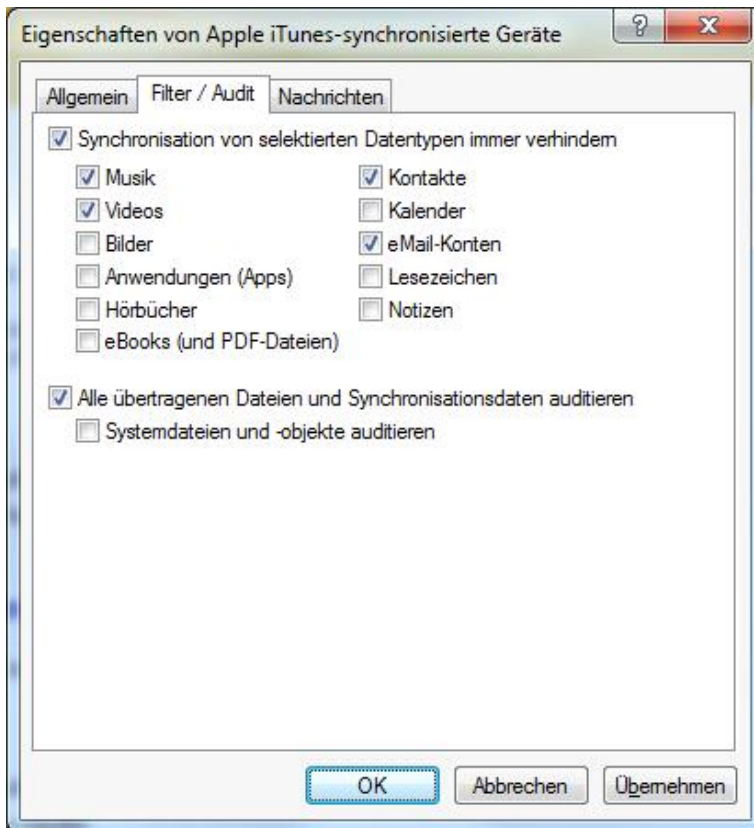 Eigenschaften von Apple iTunes-synchronisierte Geräte
?
X
Allgemein Filter / Audit Nachrichten
Synchronisation von selektierten Datentypen immer verhindern
Musik Kontakte
Videos Kalender
Bilder eMail-Konten
Anwendungen (Apps) Lesezeichen
Hörbücher Notizen
eBooks (und PDF-Dateien)
Alle übertragenen Dateien und Synchronisationsdaten auditieren
Systemdateien und -objekte auditieren
OK Abbrechen Übernehmen